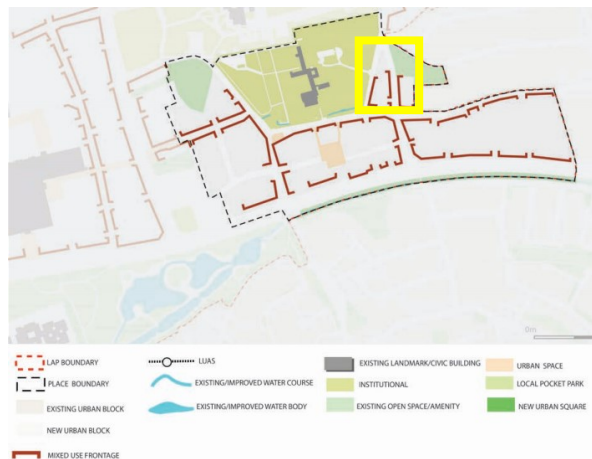 0m
LAP BOUNDARY
PLACE BOUNDARY
EXISTING URBAN BLOCK
NEW URBAN BLOCK
MIXED USE FRONTAGE
LUAS
EXISTING/IMPROVED WATER COURSE
EXISTING/IMPROVED WATER BODY
EXISTING LANDMARK/CIVIC BUILDING
INSTITUTIONAL
EXISTING OPEN SPACE/AMENITY
URBAN SPACE
LOCAL POCKET PARK
NEW URBAN SQUARE